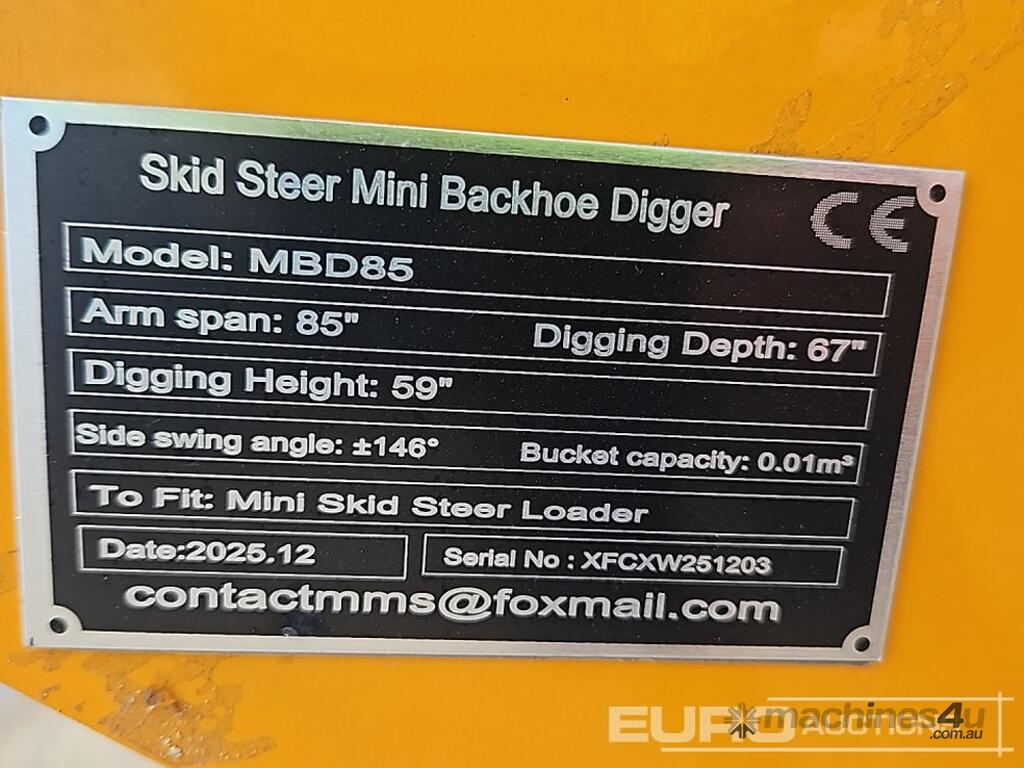 Skid Steer Mini Backhoe Digger CE
Model: MBD85
Arm span: 85" Digging Depth: 67"
Digging Height: 59"
Side swing angle: ±146° Bucket capacity: 0.01m³
To Fit: Mini Skid Steer Loader
Date:2025.12 Serial No : XFCXW251203
contactmms@foxmail.com
EURO AUCTIONS
machines4u
.com.au